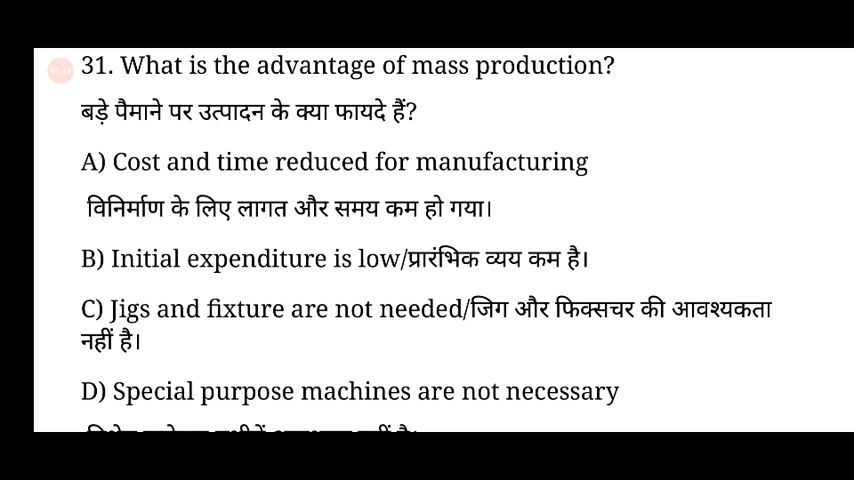 31. What is the advantage of mass production?
बड़े पैमाने पर उत्पादन के क्या फायदे हैं?
A) Cost and time reduced for manufacturing
विनिर्माण के लिए लागत और समय कम हो गया।
B) Initial expenditure is low/प्रारंभिक व्यय कम है।
C) Jigs and fixture are not needed/जिग और फिक्सचर की आवश्यकता
नहीं है।
D) Special purpose machines are not necessary